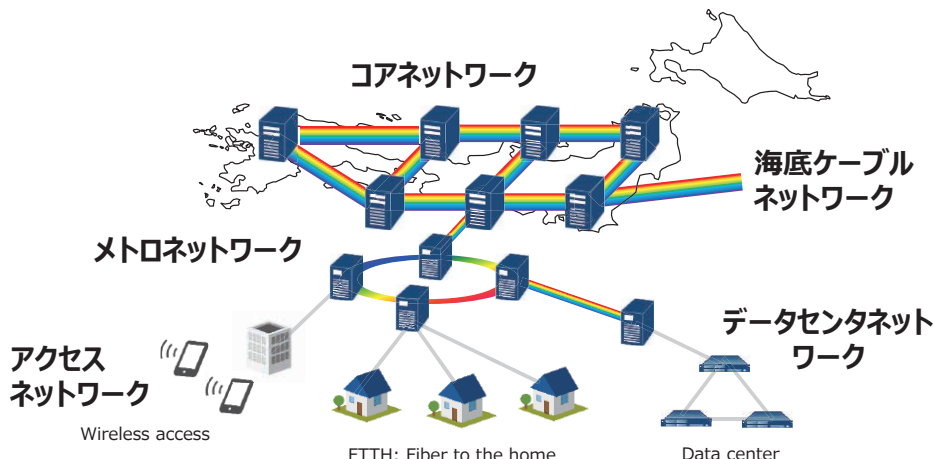 コアネットワーク
海底ケーブル
ネットワーク
メトロネットワーク
データセンタネット
ワーク
アクセス
ネットワーク
Wireless access
FTTH: Fiber to the home
Data center